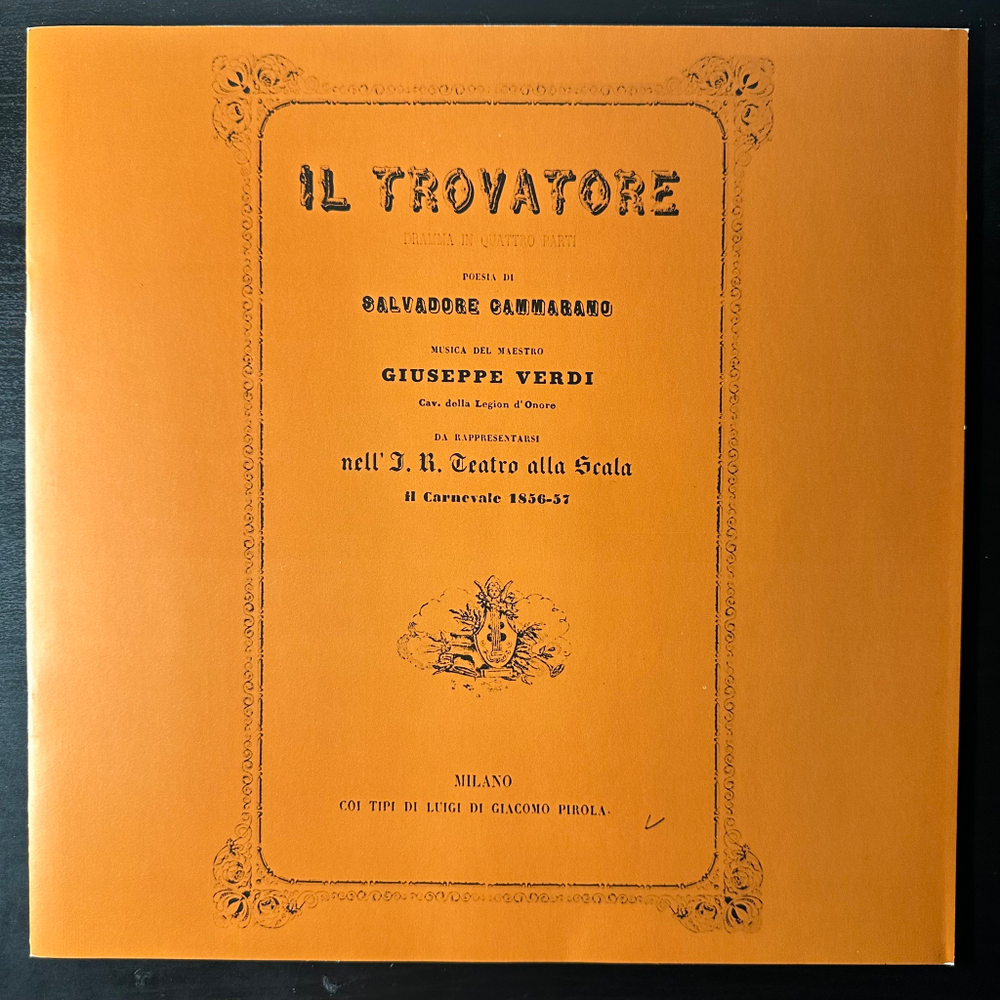 IL TROVATORE
DRAMMA IN QUATTRO PARTI
POESIA DI
SALVADORE CAMMARANO
MUSICA DEL MAESTRO
GIUSEPPE VERDI
Cav. della Legion d'Onore
DA RAPPRESENTARSI
nell' I. R. Teatro alla Scala
il Carnevale 1856-57
MILANO
COI TIPI DI LUIGI DI GIACOMO PIROLA.